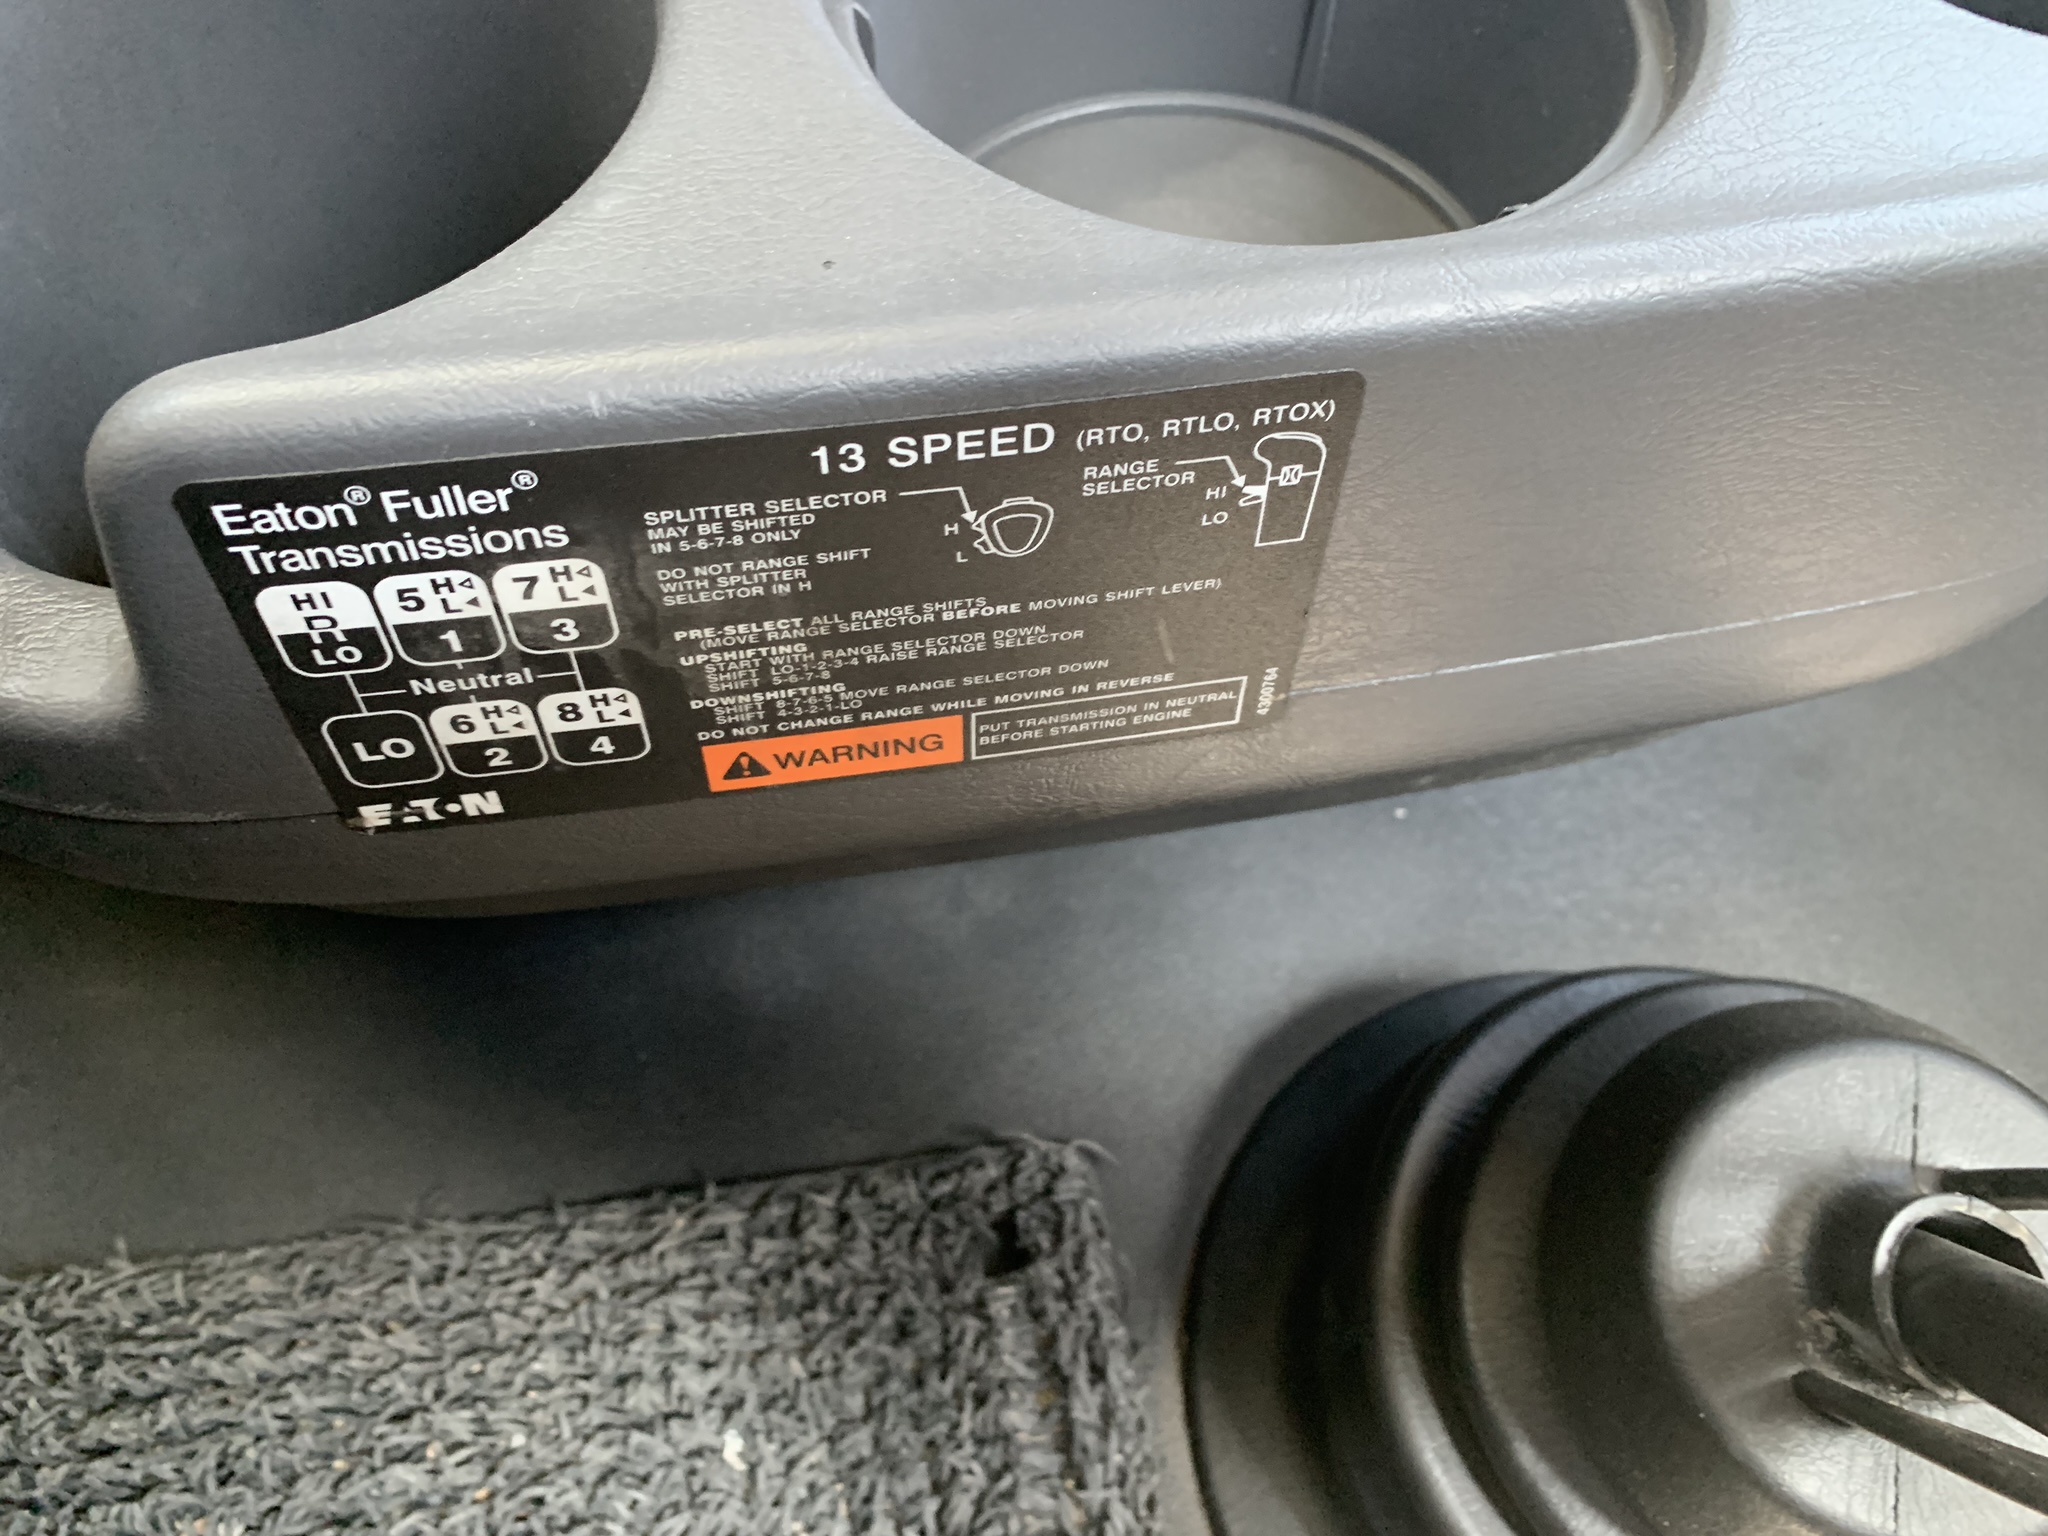 Eaton® Fuller®
Transmissions
13 SPEED (RTO, RTLO, RTOX)
HI
R
LO
5 H
L
1
7 H
L
3
Neutral
LO
6 H
L
2
8 H
L
4
EATON
SPLITTER SELECTOR
MAY BE SHIFTED
IN 5-6-7-8 ONLY
H
L
DO NOT RANGE SHIFT
WITH SPLITTER
SELECTOR IN H
RANGE
SELECTOR
HI
LO
PRE-SELECT ALL RANGE SHIFTS
(MOVE RANGE SELECTOR BEFORE MOVING SHIFT LEVER)
UPSHIFTING
START WITH RANGE SELECTOR DOWN
SHIFT LO-1-2-3-4 RAISE RANGE SELECTOR
SHIFT 5-6-7-8
DOWNSHIFTING
SHIFT 8-7-6-5 MOVE RANGE SELECTOR DOWN
SHIFT 4-3-2-1-LO
DO NOT CHANGE RANGE WHILE MOVING IN REVERSE
WARNING
PUT TRANSMISSION IN NEUTRAL
BEFORE STARTING ENGINE
4300764